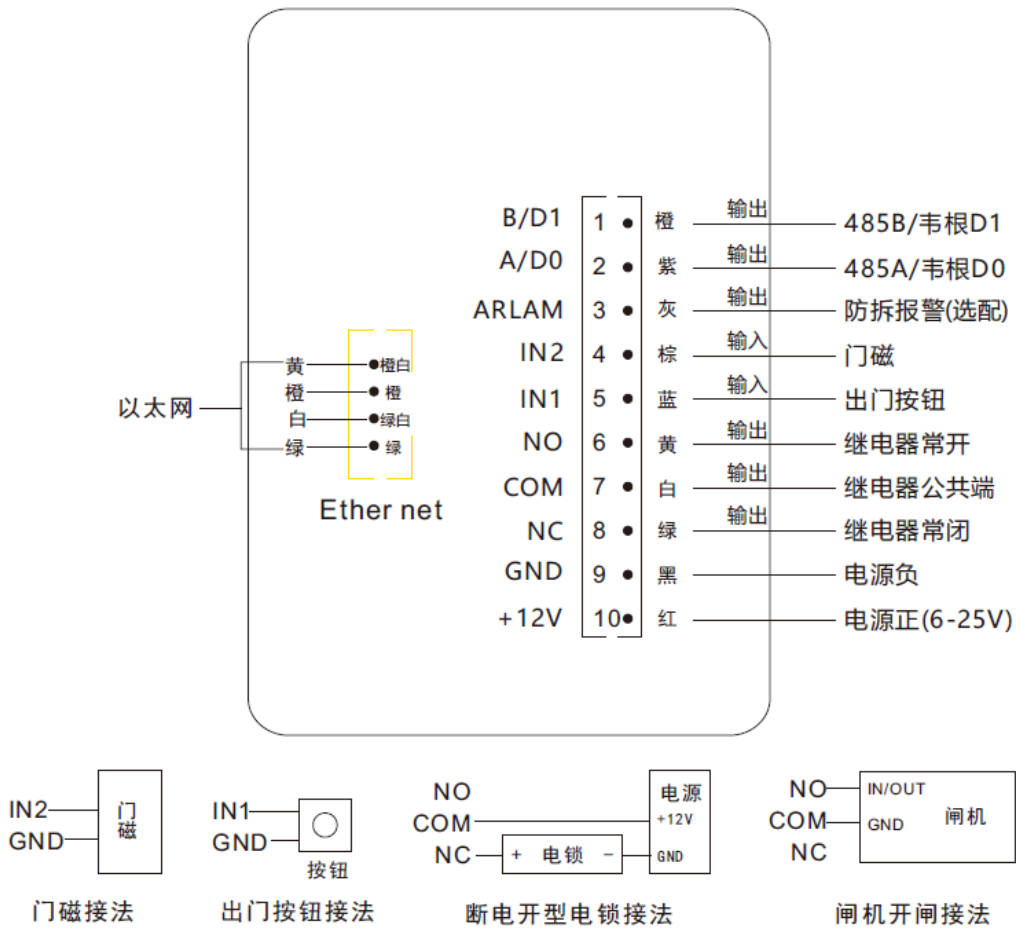 B/D1 1 橙 输出 485B/韦根D1
A/D0 2 紫 输出 485A/韦根D0
ARLAM 3 灰 输出 防拆报警(选配)
IN2 4 棕 输入 门磁
IN1 5 蓝 输入 出门按钮
NO 6 黄 输出 继电器常开
COM 7 白 输出 继电器公共端
NC 8 绿 输出 继电器常闭
GND 9 黑 电源负
+12V 10 红 电源正(6-25V)
以太网
黄 橙白
橙 橙
白 绿白
绿 绿
Ether net
IN2
GND
门磁
门磁接法
IN1
GND
按钮
出门按钮接法
NO
COM
NC
+ 电锁 -
电源
+12V
GND
断电开型电锁接法
NO
COM
NC
IN/OUT
GND
闸机
闸机开闸接法